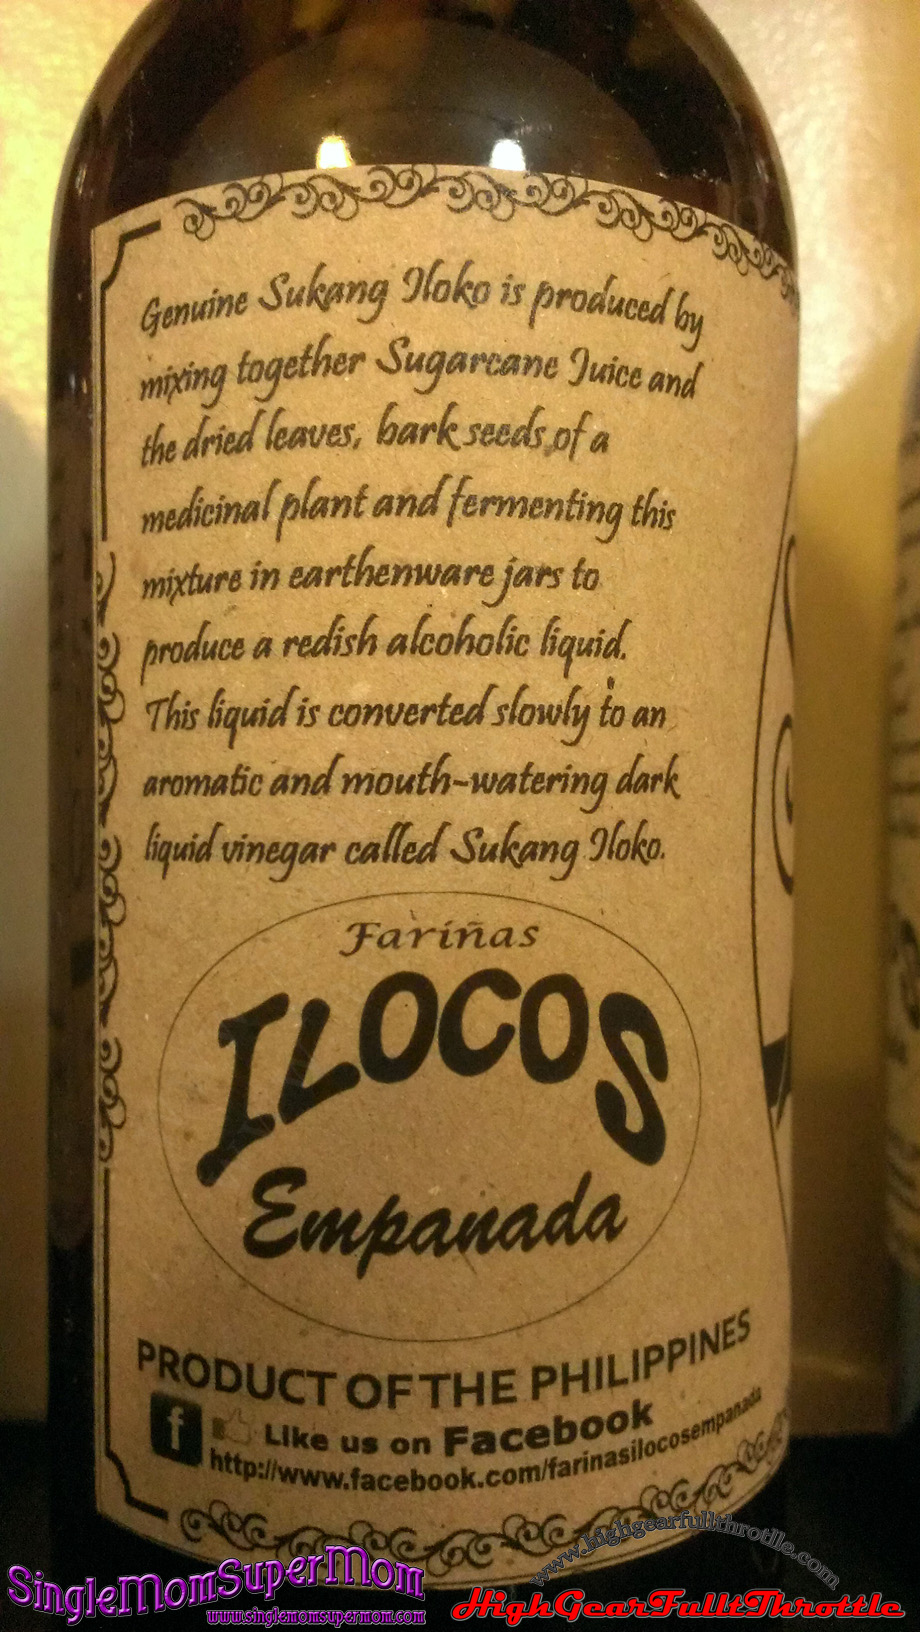 Genuine Sukang Iloko is produced by
mixing together Sugarcane Juice and
the dried leaves, bark seeds,of a
medicinal plant and fermenting this
mixture in earthenware jars to
produce a redish alcoholic liquid.
This liquid is converted slowly to an
aromatic and mouth-watering dark
liquid vinegar called Sukang Iloko.
Fariñas
ILOCOS
Empanada
PRODUCT OF THE PHILIPPINES
f Like us on Facebook
http://www.facebook.com/farinasilocosempanada
www.highgearfullthrotlle.com
SingleMomSuperMom
www.singlemomsupermom.com
HighGearFulltThrottle